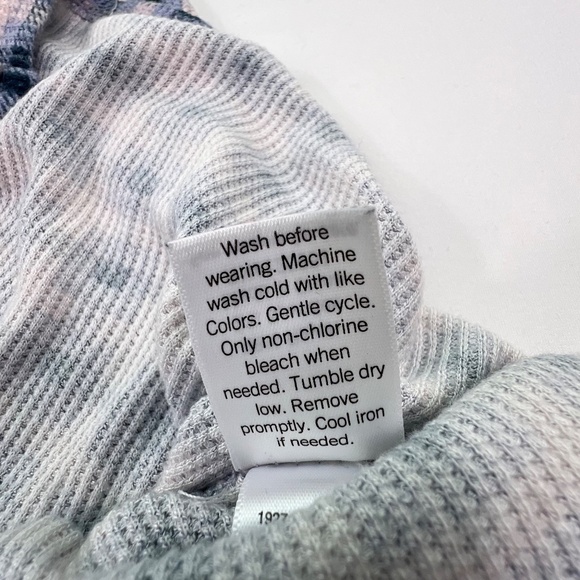 Wash before
wearing. Machine
wash cold with like
Colors. Gentle cycle.
Only non-chlorine
bleach when
needed. Tumble dry
low. Remove
promptly. Cool iron
if needed.